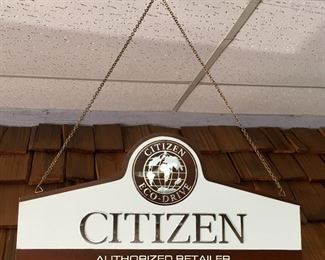 CITIZEN
ECO-DRIVE
CITIZEN
AUTHORIZED RETAILER